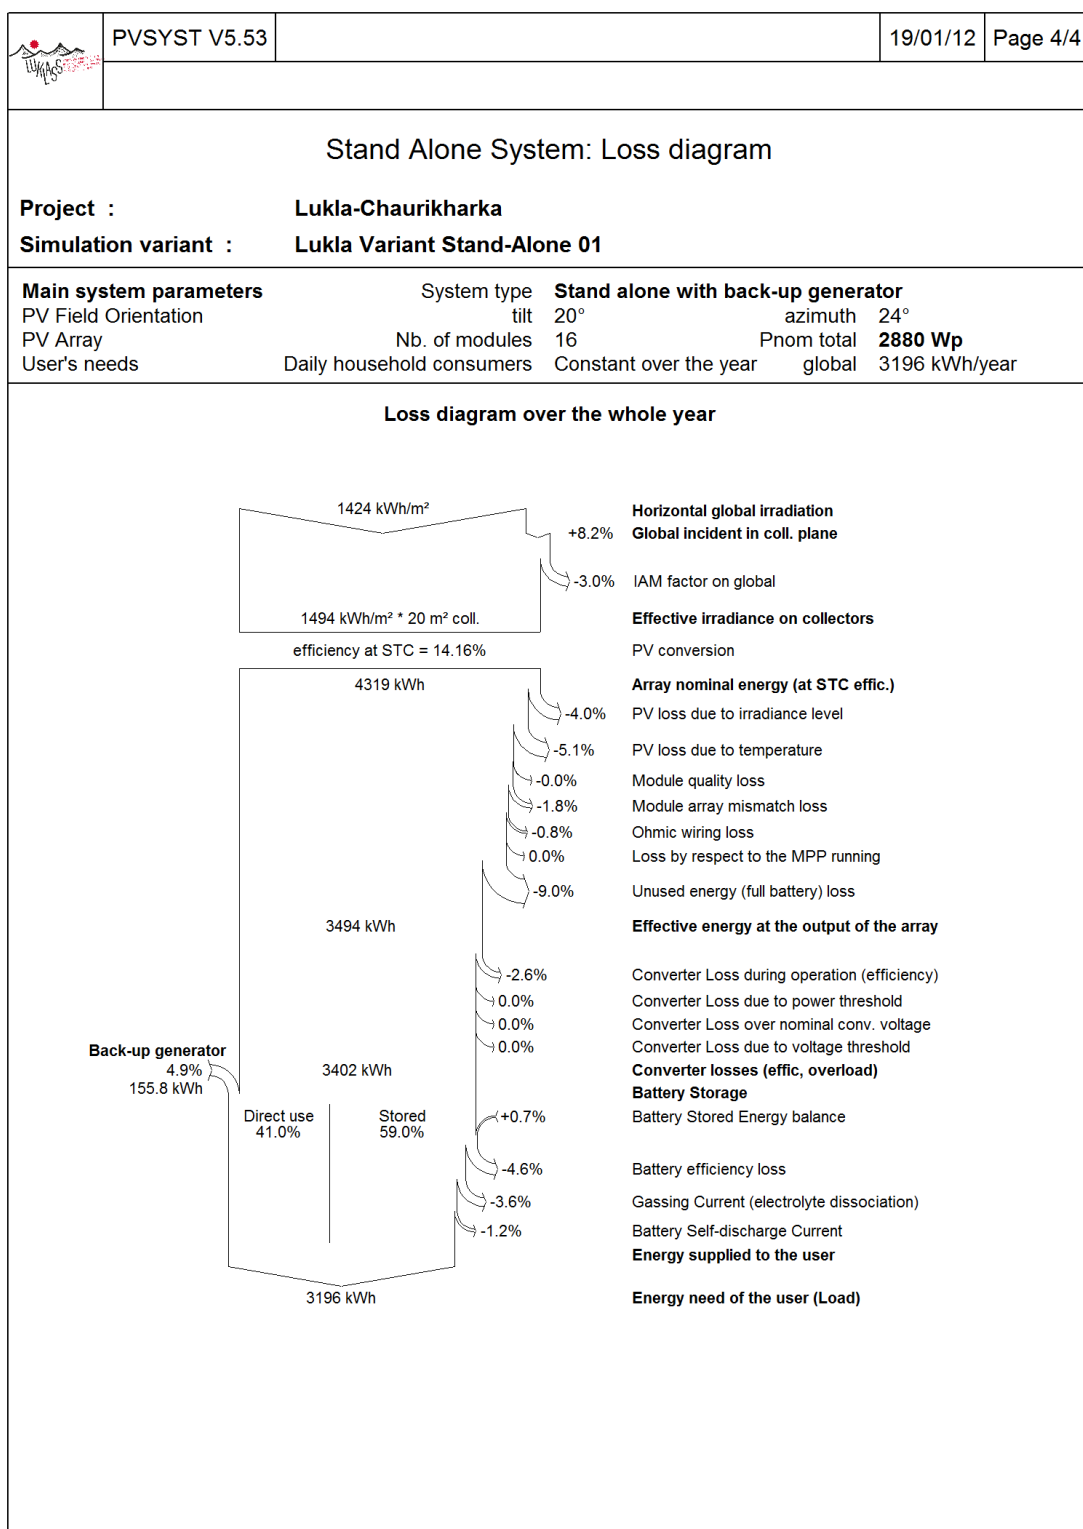 PVSYST V5.53 19/01/12 Page 4/4
LUKLASS
Stand Alone System: Loss diagram
Project : Lukla-Chaurikharka
Simulation variant : Lukla Variant Stand-Alone 01
Main system parameters System type Stand alone with back-up generator
PV Field Orientation tilt 20° azimuth 24°
PV Array Nb. of modules 16 Pnom total 2880 Wp
User's needs Daily household consumers Constant over the year global 3196 kWh/year
Loss diagram over the whole year
1424 kWh/m² Horizontal global irradiation
+8.2% Global incident in coll. plane
-3.0% IAM factor on global
1494 kWh/m² * 20 m² coll. Effective irradiance on collectors
efficiency at STC = 14.16% PV conversion
4319 kWh Array nominal energy (at STC effic.)
-4.0% PV loss due to irradiance level
-5.1% PV loss due to temperature
-0.0% Module quality loss
-1.8% Module array mismatch loss
-0.8% Ohmic wiring loss
0.0% Loss by respect to the MPP running
-9.0% Unused energy (full battery) loss
3494 kWh Effective energy at the output of the array
-2.6% Converter Loss during operation (efficiency)
0.0% Converter Loss due to power threshold
0.0% Converter Loss over nominal conv. voltage
0.0% Converter Loss due to voltage threshold
Back-up generator
4.9% 3402 kWh Converter losses (effic, overload)
155.8 kWh Battery Storage
Direct use Stored +0.7% Battery Stored Energy balance
41.0% 59.0%
-4.6% Battery efficiency loss
-3.6% Gassing Current (electrolyte dissociation)
-1.2% Battery Self-discharge Current
Energy supplied to the user
3196 kWh Energy need of the user (Load)